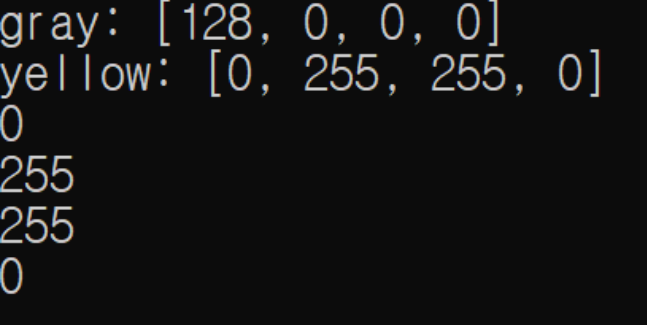 gray: [128, 0, 0, 0]
yellow: [0, 255, 255, 0]
0
255
255
0